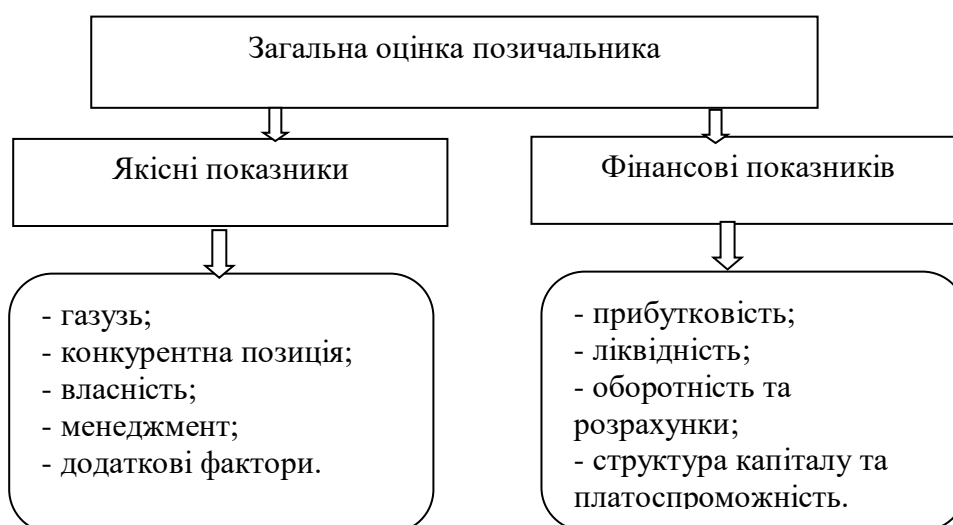 Загальна оцінка позичальника
Якісні показники
Фінансові показників
- газузь;
- конкурентна позиція;
- власність;
- менеджмент;
- додаткові фактори.
- прибутковість;
- ліквідність;
- оборотність та
розрахунки;
- структура капіталу та
платоспроможність.